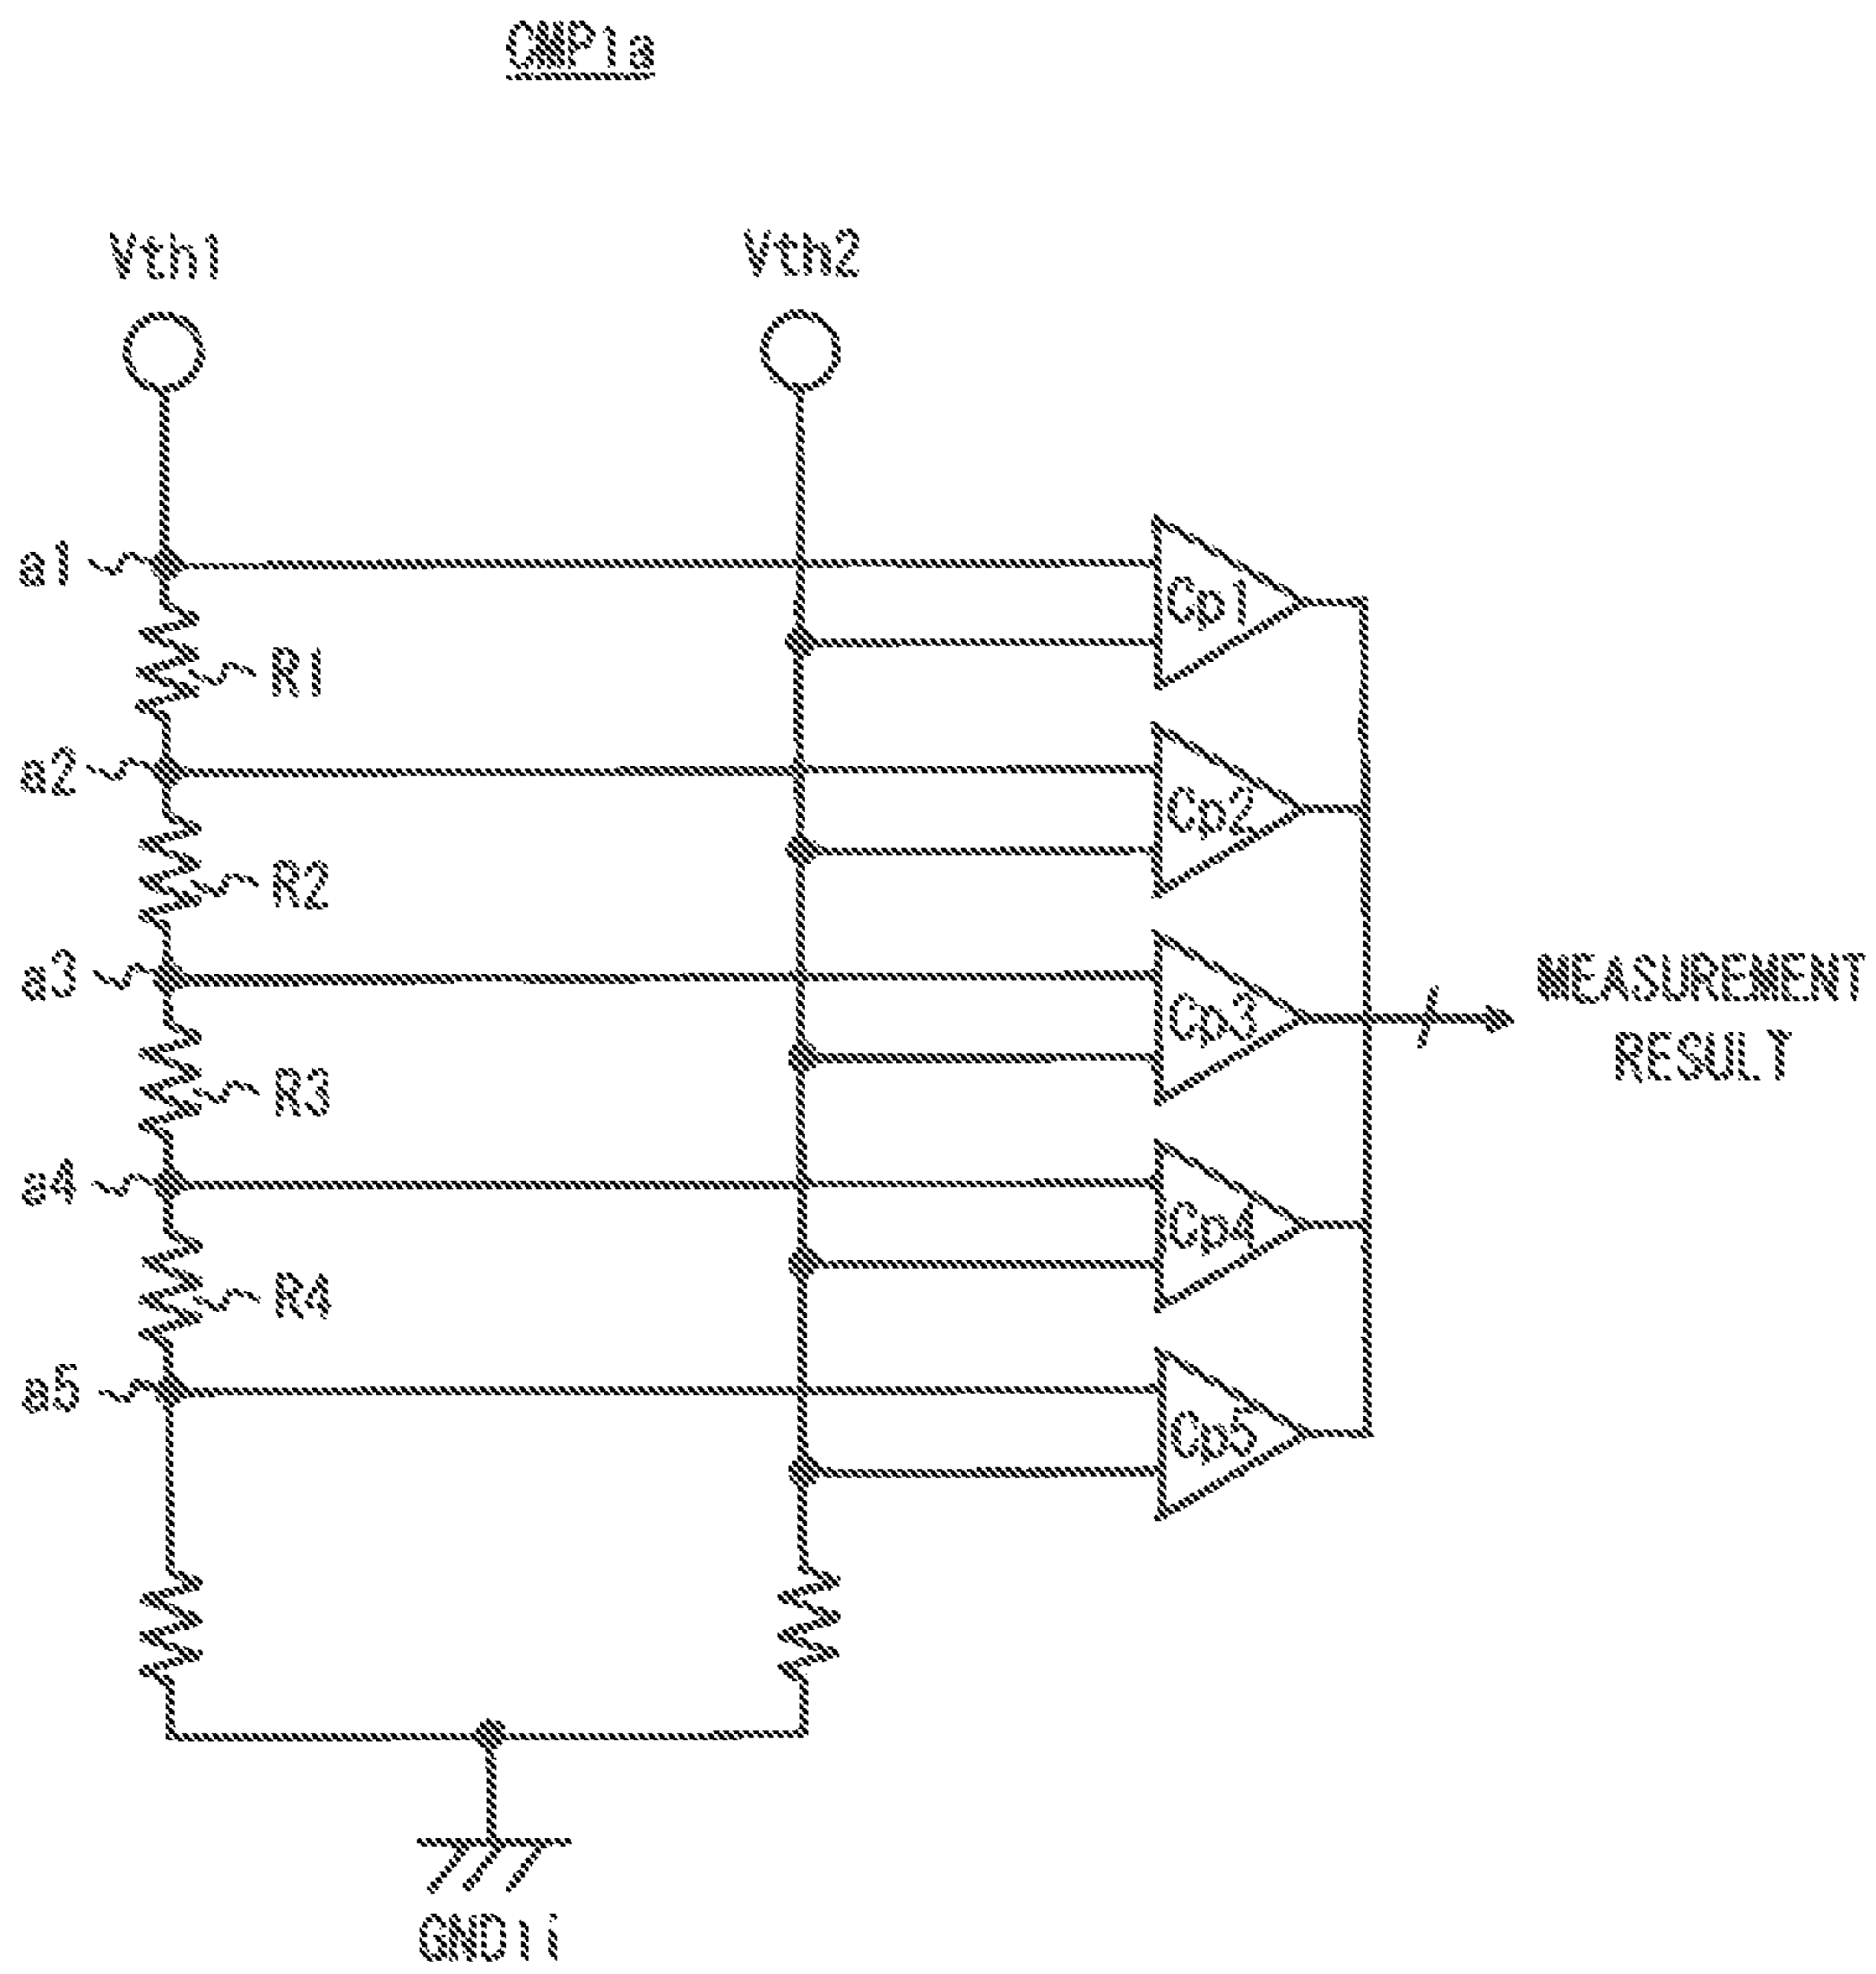 CMP1a
Vth1
Vth2
a1
Cp1
R1
a2
Cp2
R2
a3
Cp3
MEASUREMENT
RESULT
R3
a4
Cp4
R4
a5
Cp5
GND1i